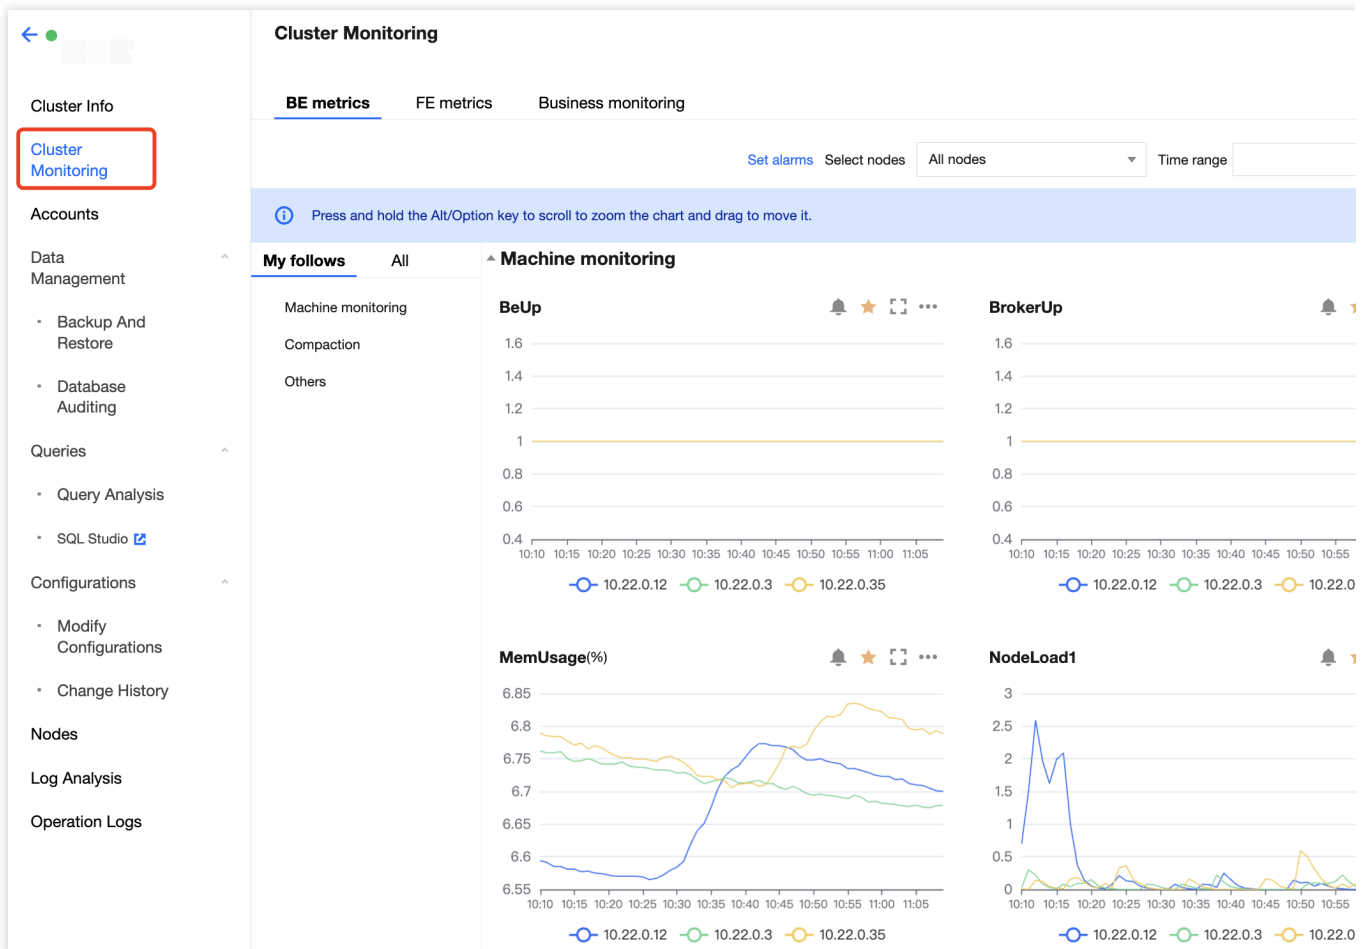 Cluster Monitoring
Cluster Info
Cluster
Monitoring
Accounts
Data
Management
Backup And
Restore
Database
Auditing
Queries
Query Analysis
SQL Studio
Configurations
Modify
Configurations
Change History
Nodes
Log Analysis
Operation Logs
BE metrics FE metrics Business monitoring
Set alarms Select nodes All nodes Time range
Press and hold the Alt/Option key to scroll to zoom the chart and drag to move it.
My follows All
Machine monitoring
Compaction
Others
Machine monitoring
BeUp
1.6
1.4
1.2
1
0.8
0.6
0.4
10:10 10:15 10:20 10:25 10:30 10:35 10:40 10:45 10:50 10:55 11:00 11:05
10.22.0.12 10.22.0.3 10.22.0.35
BrokerUp
1.6
1.4
1.2
1
0.8
0.6
0.4
10:10 10:15 10:20 10:25 10:30 10:35 10:40 10:45 10:50 10:55
10.22.0.12 10.22.0.3 10.22.0
MemUsage(%)
6.85
6.8
6.75
6.7
6.65
6.6
6.55
10:10 10:15 10:20 10:25 10:30 10:35 10:40 10:45 10:50 10:55 11:00 11:05
10.22.0.12 10.22.0.3 10.22.0.35
NodeLoad1
3
2.5
2
1.5
1
0.5
0
10:10 10:15 10:20 10:25 10:30 10:35 10:40 10:45 10:50 10:55
10.22.0.12 10.22.0.3 10.22.0